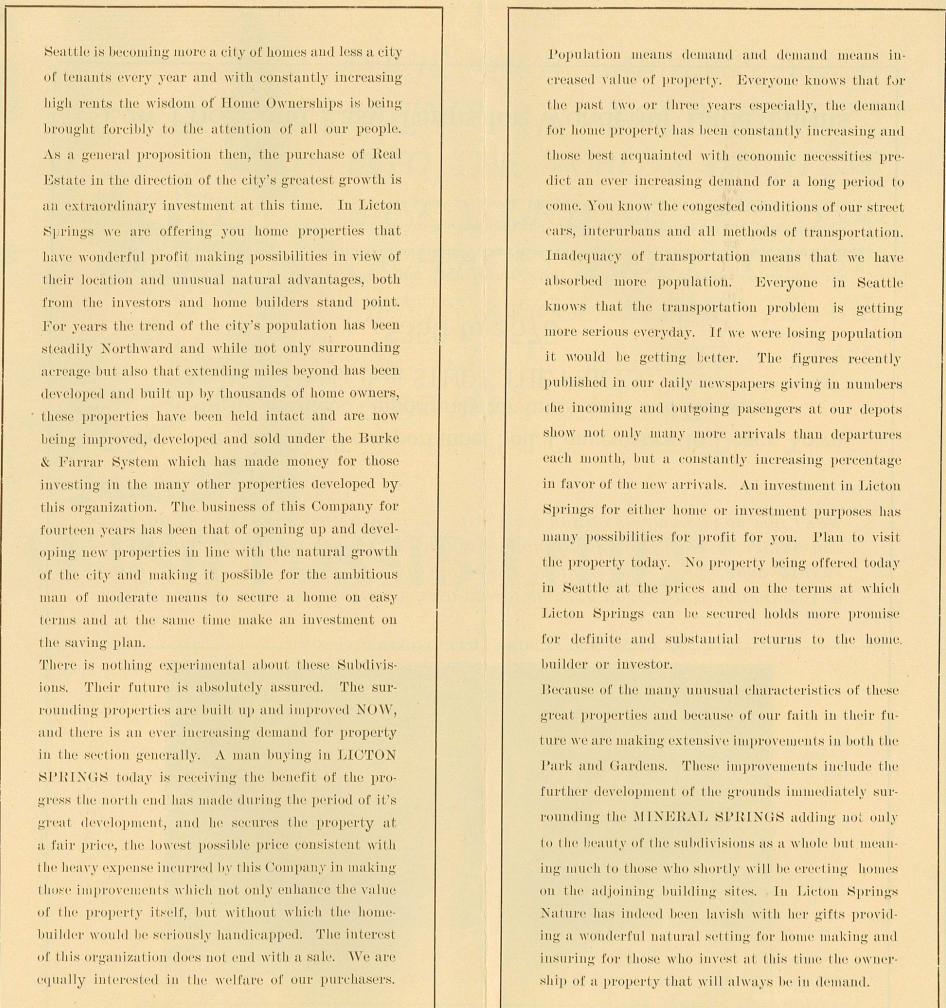 Seattle is becoming more a city of homes and less a city
of tenants every year and with constantly increasing
high rents the wisdom of Home Ownerships is being
brought forcibly to the attention of all our people.
As a general proposition then, the purchase of Real
Estate in the direction of the city's greatest growth is
an extraordinary investment at this time. In Licton
Springs we are offering you home properties that
have wonderful profit making possibilities in view of
their location and unusual natural advantages, both
from the investors and home builders stand point.
For years the trend of the city's population has been
steadily Northward and while not only surrounding
acreage but also that extending miles beyond has been
developed and built up by thousands of home owners,
these properties have been held intact and are now
being improved, developed and sold under the Burke
& Farrar System which has made money for those
investing in the many other properties developed by
this organization. The business of this Company for
fourteen years has been that of opening up and devel-
oping new properties in line with the natural growth
of the city and making it possible for the ambitious
man of moderate means to secure a home on easy
terms and at the same time make an investment on
the saving plan.
There is nothing experimental about these Subdivis-
ions. Their future is absolutely assured. The sur-
rounding properties are built up and improved NOW,
and there is an ever increasing demand for property
in the section generally. A man buying in LICTON
SPRINGS today is receiving the benefit of the pro-
gress the north end has made during the period of it's
great development, and he secures the property at
a fair price, the lowest possible price consistent with
the heavy expense incurred by this Company in making
those improvements which not only enhance the value
of the property itself, but without which the home-
builder would be seriously handicapped. The interest
of this organization does not end with a sale. We are
equally interested in the welfare of our purchasers.
Population means demand and demand means in-
creased value of property. Everyone knows that for
the past two or three years especially, the demand
for home property has been constantly increasing and
those best acquainted with economic necessities pre-
dict an ever increasing demand for a long period to
come. You know the congested conditions of our street
cars, interurbans and all methods of transportation.
Inadequacy of transportation means that we have
absorbed more population. Everyone in Seattle
knows that the transportation problem is getting
more serious everyday. If we were losing population
it would be getting better. The figures recently
published in our daily newspapers giving in numbers
the incoming and outgoing pasengers at our depots
show not only many more arrivals than departures
each month, but a constantly increasing percentage
in favor of the new arrivals. An investment in Licton
Springs for either home or investment purposes has
many possibilities for profit for you. Plan to visit
the property today. No property being offered today
in Seattle at the prices and on the terms at which
Licton Springs can be secured holds more promise
for definite and substantial returns to the home.
builder or investor.
Because of the many unusual characteristics of these
great properties and because of our faith in their fu-
ture we are making extensive improvements in both the
Park and Gardens. These improvements include the
further development of the grounds immediately sur-
rounding the MINERAL SPRINGS adding not only
to the beauty of the subdivisions as a whole but mean-
ing much to those who shortly will be erecting homes
on the adjoining building sites. In Licton Springs
Nature has indeed been lavish with her gifts provid-
ing a wonderful natural setting for home making and
insuring for those who invest at this time the owner-
ship of a property that will always be in demand.